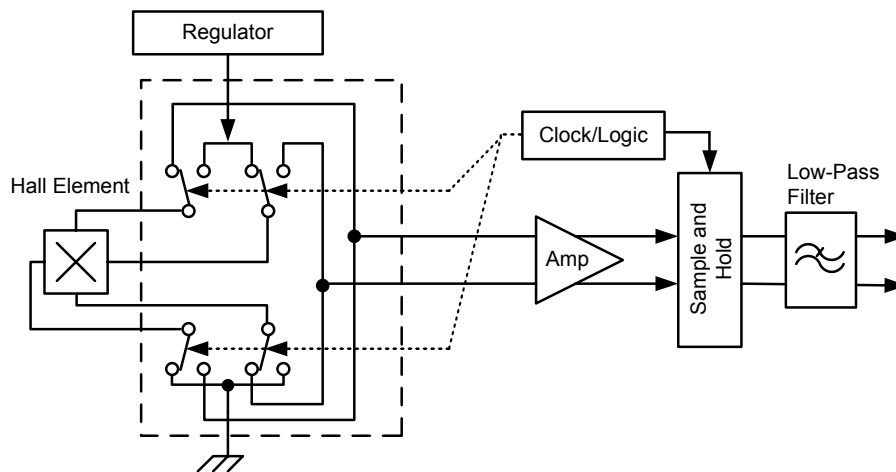 Regulator
Clock/Logic
Hall Element
Low-Pass
Filter
Amp
Sample and
Hold